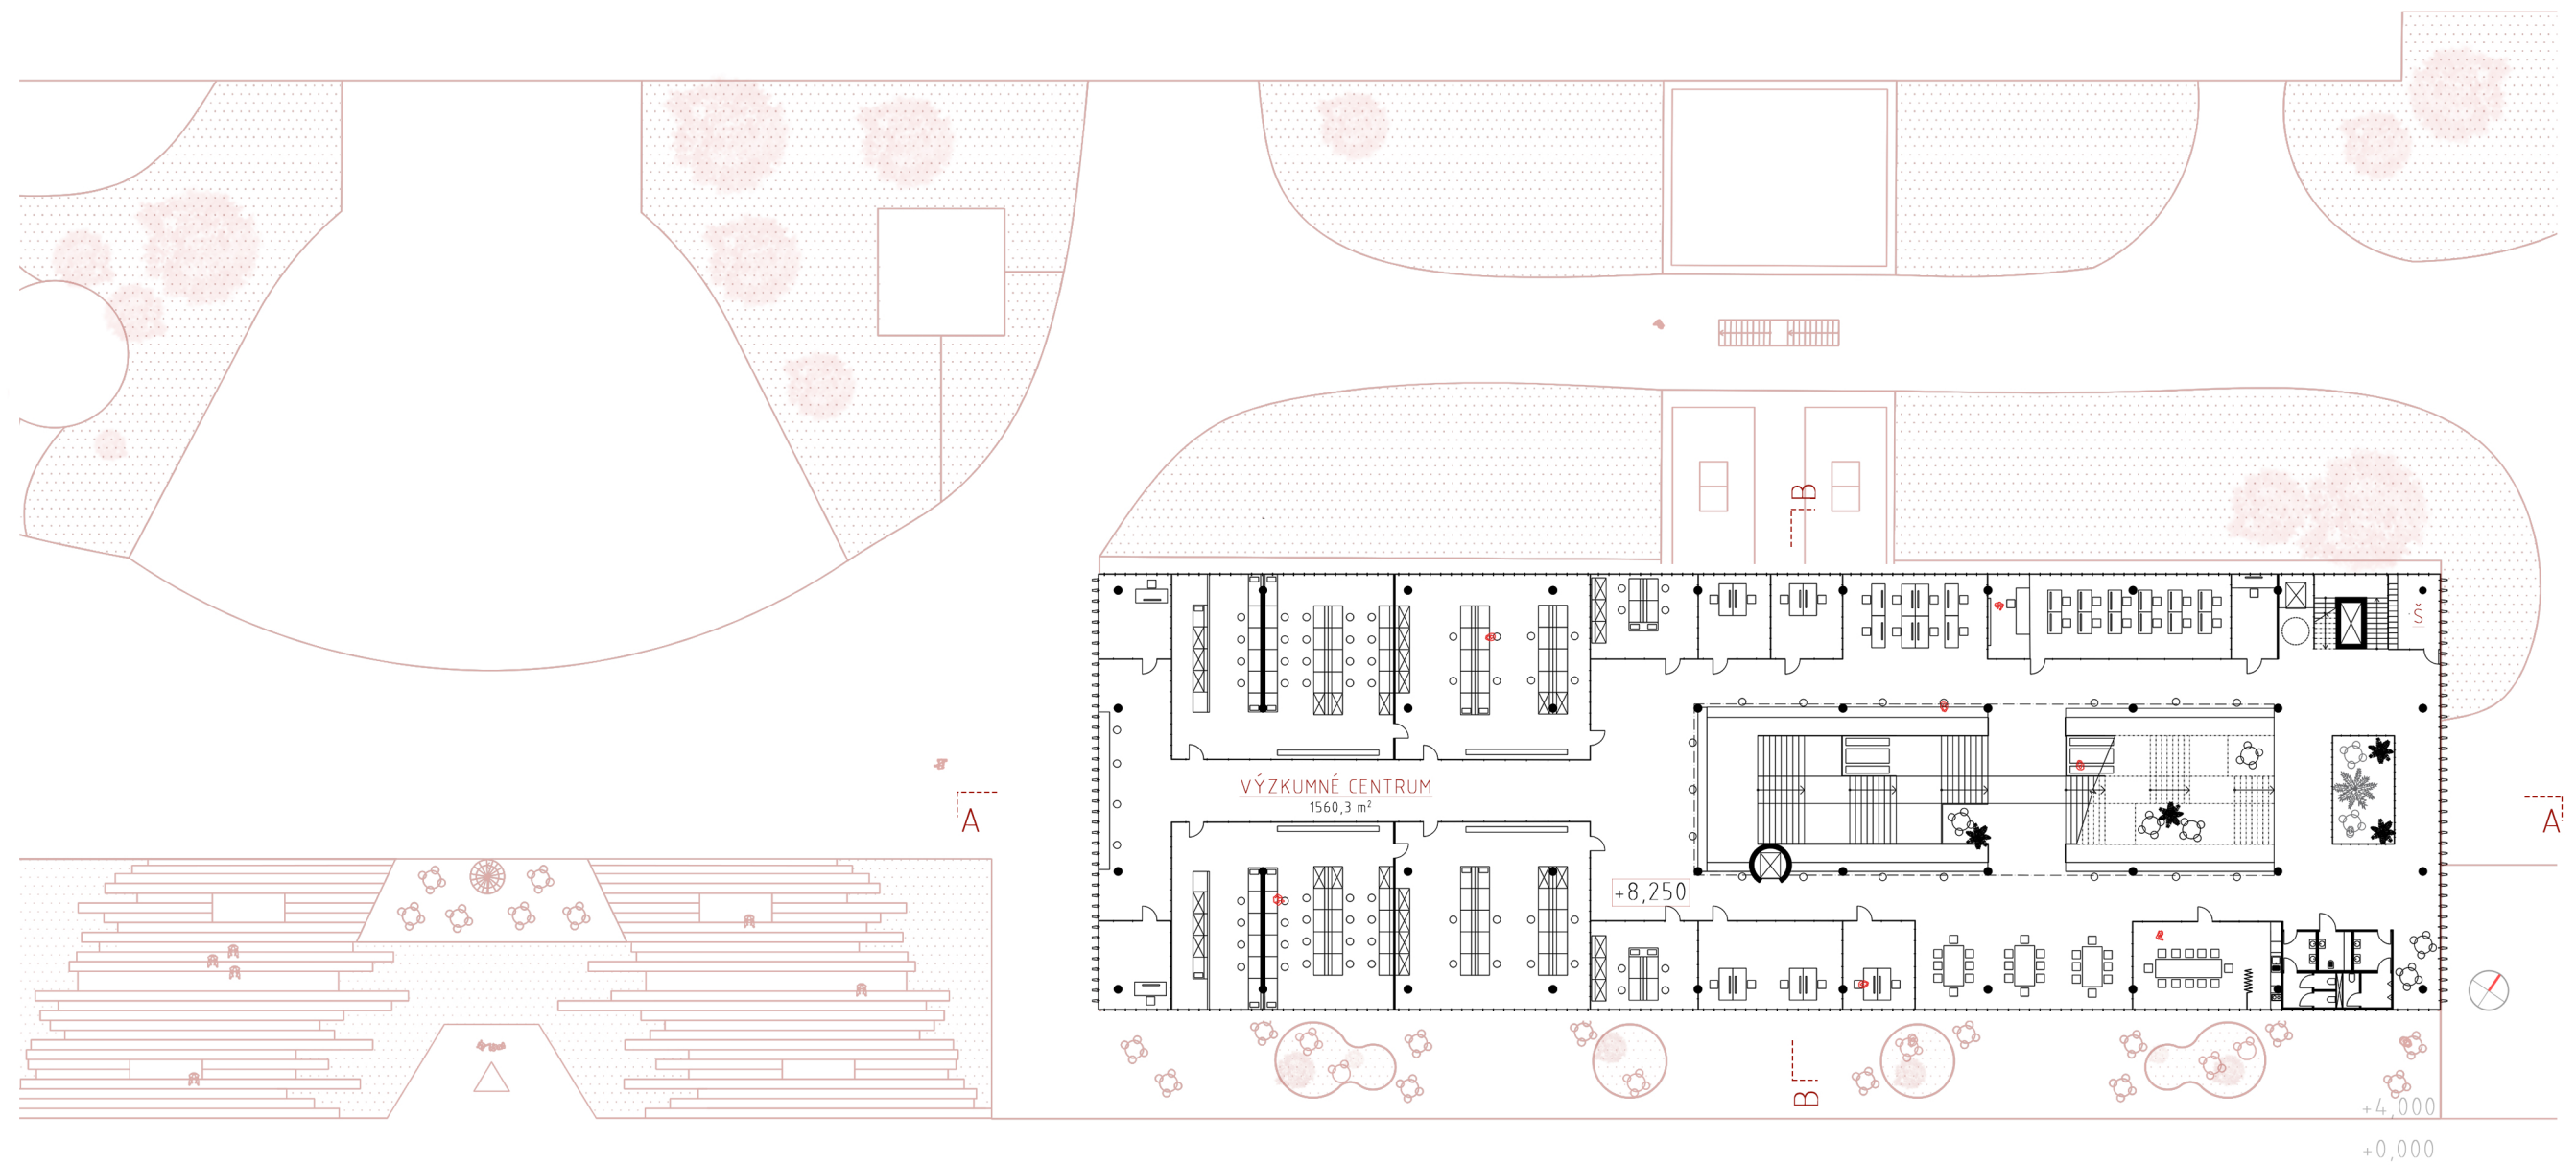 B
Š
VÝZKUMNÉ CENTRUM
1560,3 m²
A
A
+8,250
B
+4,000
+0,000